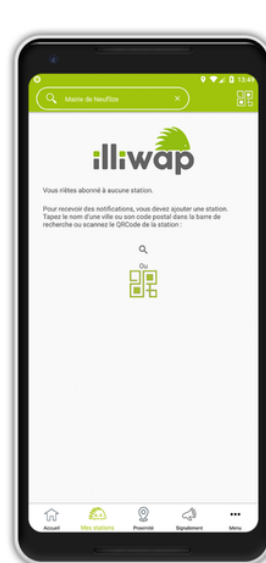 13:49
Mairie de Neuflize
illiwap
Vous n'êtes abonné à aucune station.
Pour recevoir des notifications, vous devez ajouter une station.
Tapez le nom d'une ville ou son code postal dans la barre de
recherche ou scannez le QRCode de la station :
Ou
Accueil Mes stations Proximité Signalement Menu